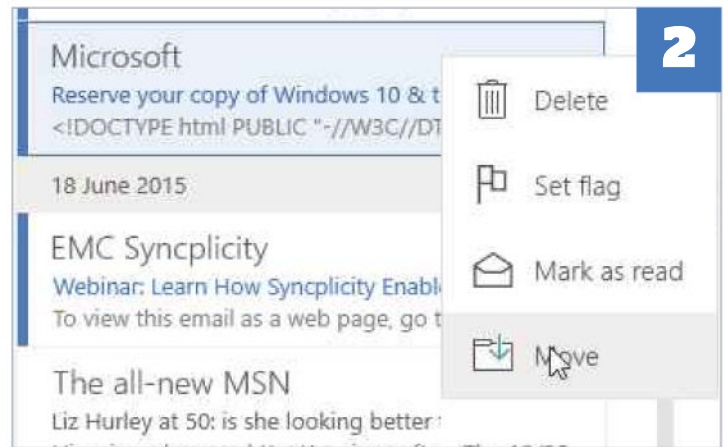 2
Microsoft
Reserve your copy of Windows 10 & t
<!DOCTYPE html PUBLIC "-//W3C//DT
18 June 2015
EMC Syncplicity
Webinar: Learn How Syncplicity Enabl
To view this email as a web page, go t
The all-new MSN
Liz Hurley at 50: is she looking better
Delete
Set flag
Mark as read
Move